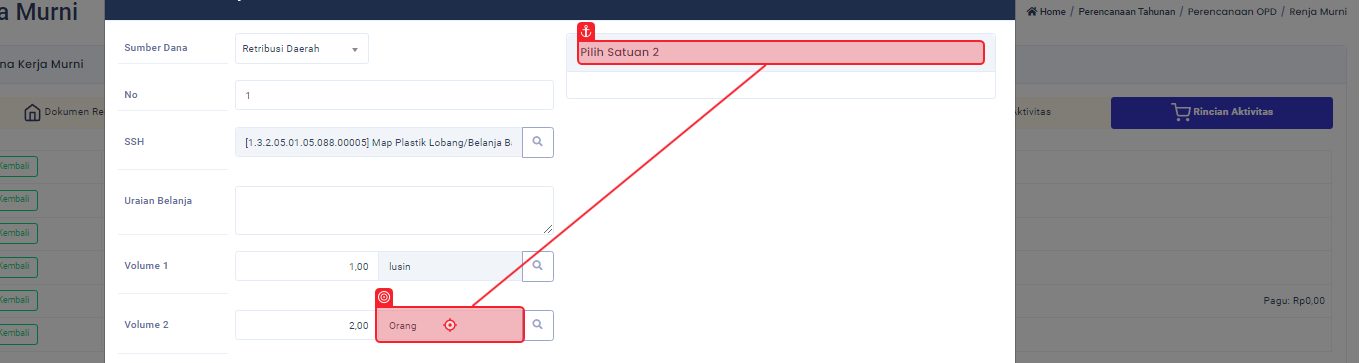 a Murni
Home / Perencanaan Tahunan / Perencanaan OPD / Renja Murni
na Kerja Murni
Sumber Dana
Retribusi Daerah
Pilih Satuan 2
No
1
Dokumen Re
Aktivitas
Rincian Aktivitas
SSH
[1.3.2.05.01.05.088.00005] Map Plastik Lobang/Belanja B
Kembali
Kembali
Uraian Belanja
Kembali
Volume 1
1,00
lusin
Kembali
Kembali
Pagu: Rp0,00
Volume 2
2,00
Orang
Kembali